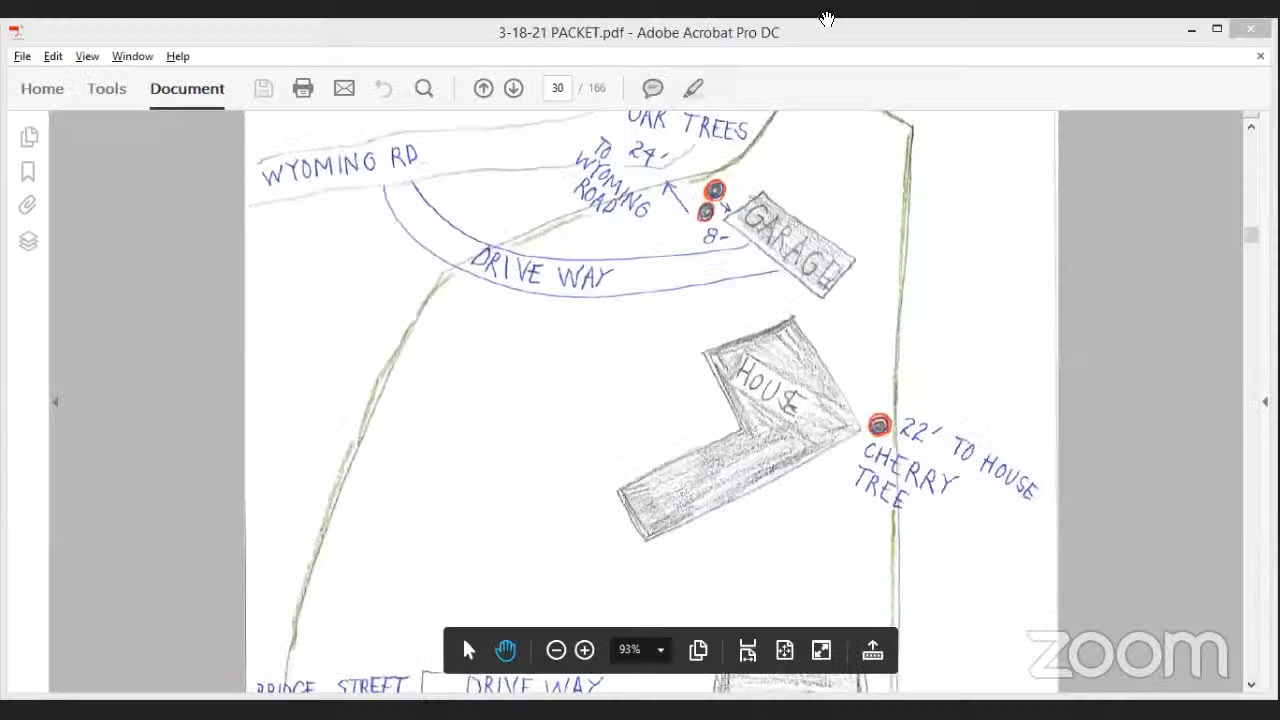 3-18-21 PACKET.pdf - Adobe Acrobat Pro DC
File Edit View Window Help
Home Tools Document 30 / 166
OAK TREES
WYOMING RD
TO 24'
WYOMING
ROAD
GARAGE
8-
DRIVE WAY
HOUSE
22' TO HOUSE
CHERRY
TREE
93%
zoom
BRIDGE STREET DRIVE WAY